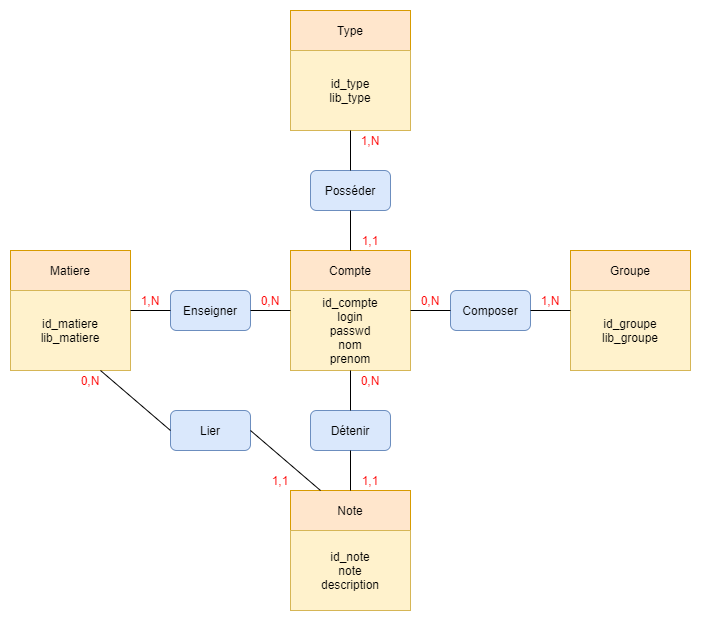 Type
id_type
lib_type
1,N
Posséder
1,1
Matiere
id_matiere
lib_matiere
1,N
Enseigner
0,N
Compte
id_compte
login
passwd
nom
prenom
0,N
Composer
1,N
Groupe
id_groupe
lib_groupe
0,N
0,N
Lier
Détenir
1,1
1,1
Note
id_note
note
description